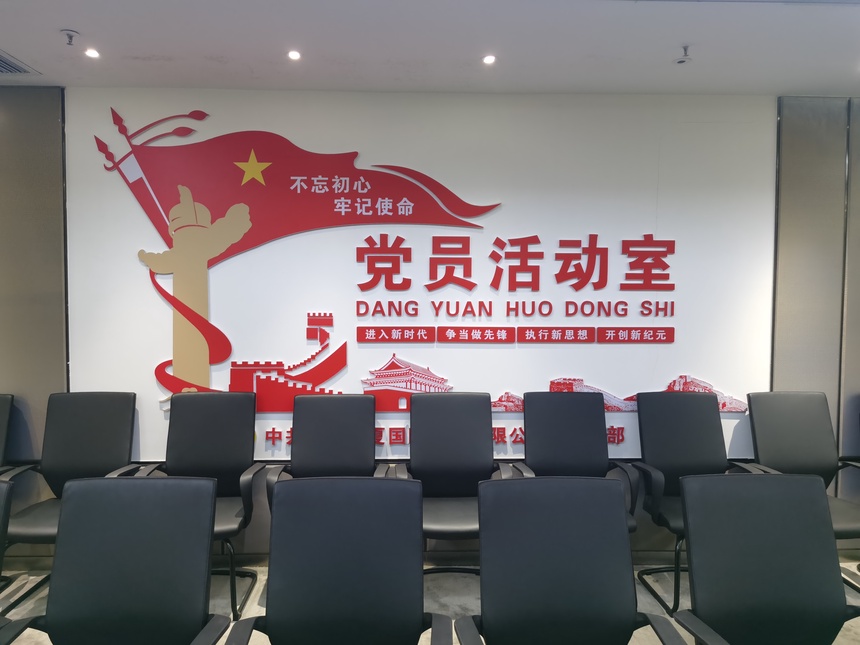 不忘初心
牢记使命
党员活动室
DANG YUAN HUO DONG SHI
进入新时代 争当做先锋 执行新思想 开创新纪元
中共 夏国 限公 部